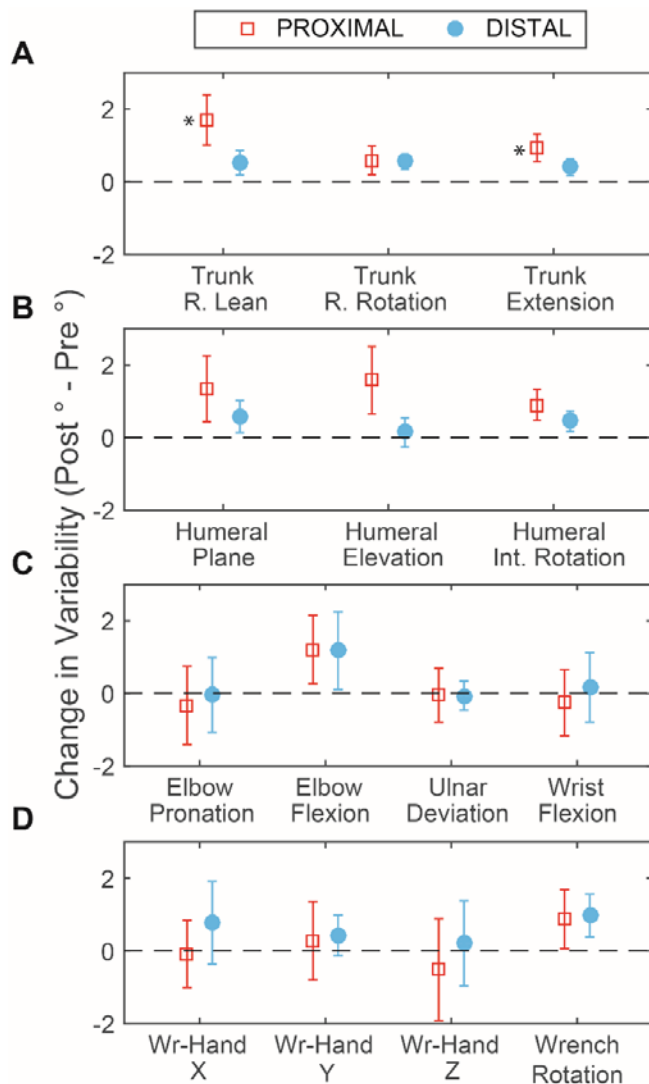 PROXIMAL DISTAL
A
2
*
*
0
-2
Trunk Trunk Trunk
R. Lean R. Rotation Extension
B
Change in Variability (Post ° - Pre °)
2
0
-2
Humeral Humeral Humeral
Plane Elevation Int. Rotation
C
2
0
-2
Elbow Elbow Ulnar Wrist
Pronation Flexion Deviation Flexion
D
2
0
-2
Wr-Hand Wr-Hand Wr-Hand Wrench
X Y Z Rotation